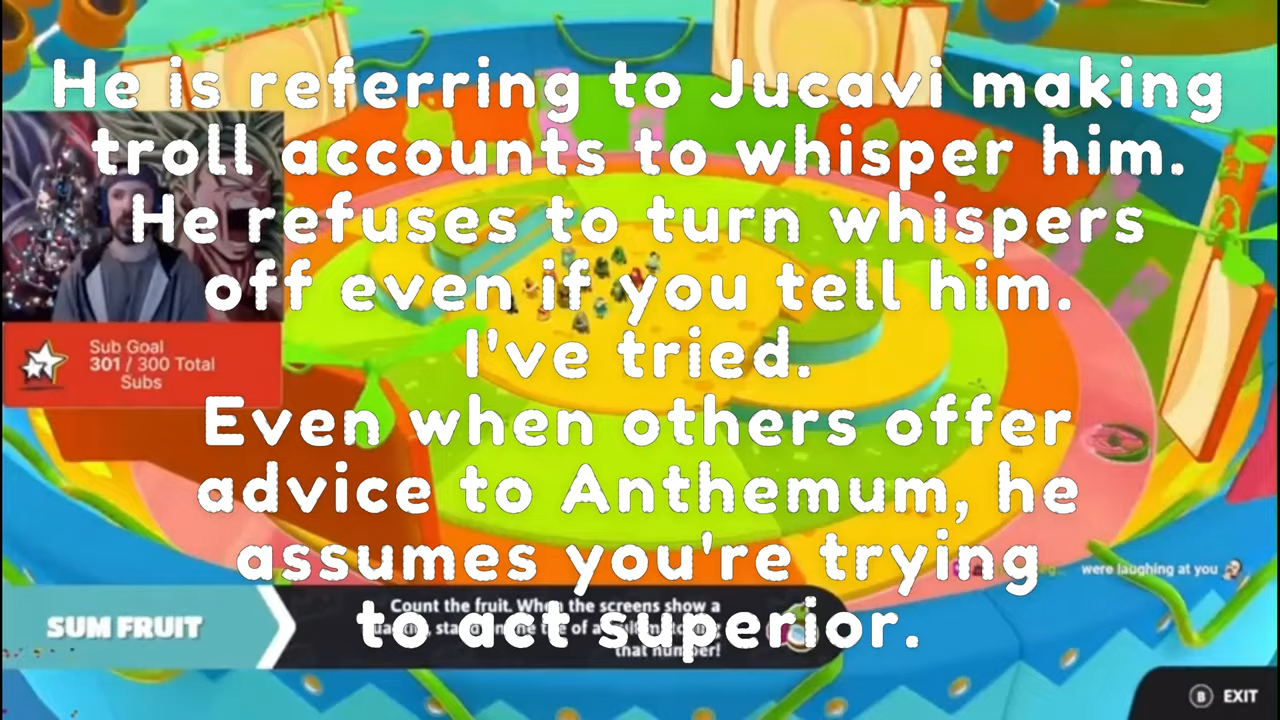 He is referring to Jucavi making
troll accounts to whisper him.
He refuses to turn whispers
off even if you tell him.
I've tried.
Even when others offer
advice to Anthemum, he
assumes you're trying
to act superior.
Sub Goal
301 / 300 Total
Subs
were laughing at you
SUM FRUIT
Count the fruit. When the screens show a
that number!
B EXIT